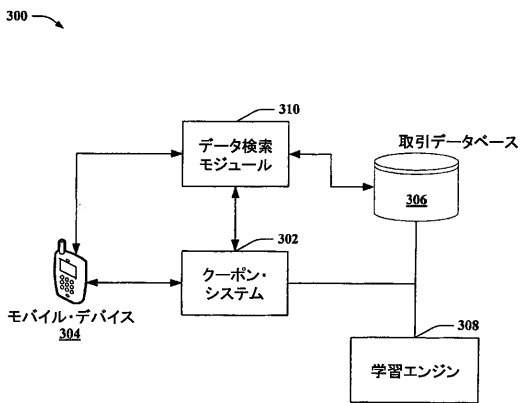 300
310
データ検索
モジュール
取引データベース
306
302
クーポン・
システム
モバイル・デバイス
304
308
学習エンジン